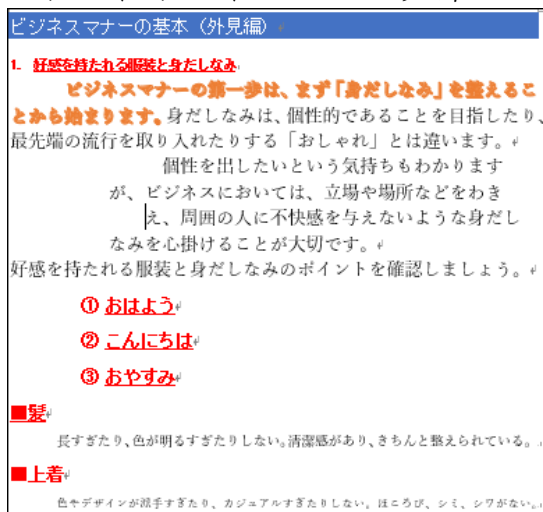 ビジネスマナーの基本(外見編)
1. 好感を持たれる服装と身だしなみ
ビジネスマナーの第一歩は、まず「身だしなみ」を整えるこ
とから始まります。身だしなみは、個性的であることを目指したり、
最先端の流行を取り入れたりする「おしゃれ」とは違います。
個性を出したいという気持ちもわかります
が、ビジネスにおいては、立場や場所などをわき
え、周囲の人に不快感を与えないような身だし
なみを心掛けることが大切です。
好感を持たれる服装と身だしなみのポイントを確認しましょう。
① おはよう
② こんにちは
③ おやすみ
■髪
長すぎたり、色が明るすぎたりしない。清潔感があり、きちんと整えられている。
■上着
色やデザインが派手すぎたり、カジュアルすぎたりしない。ほころび、シミ、シワがない。